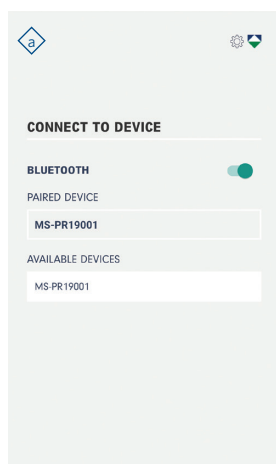 a
CONNECT TO DEVICE
BLUETOOTH
PAIRED DEVICE
MS-PR19001
AVAILABLE DEVICES
MS-PR19001